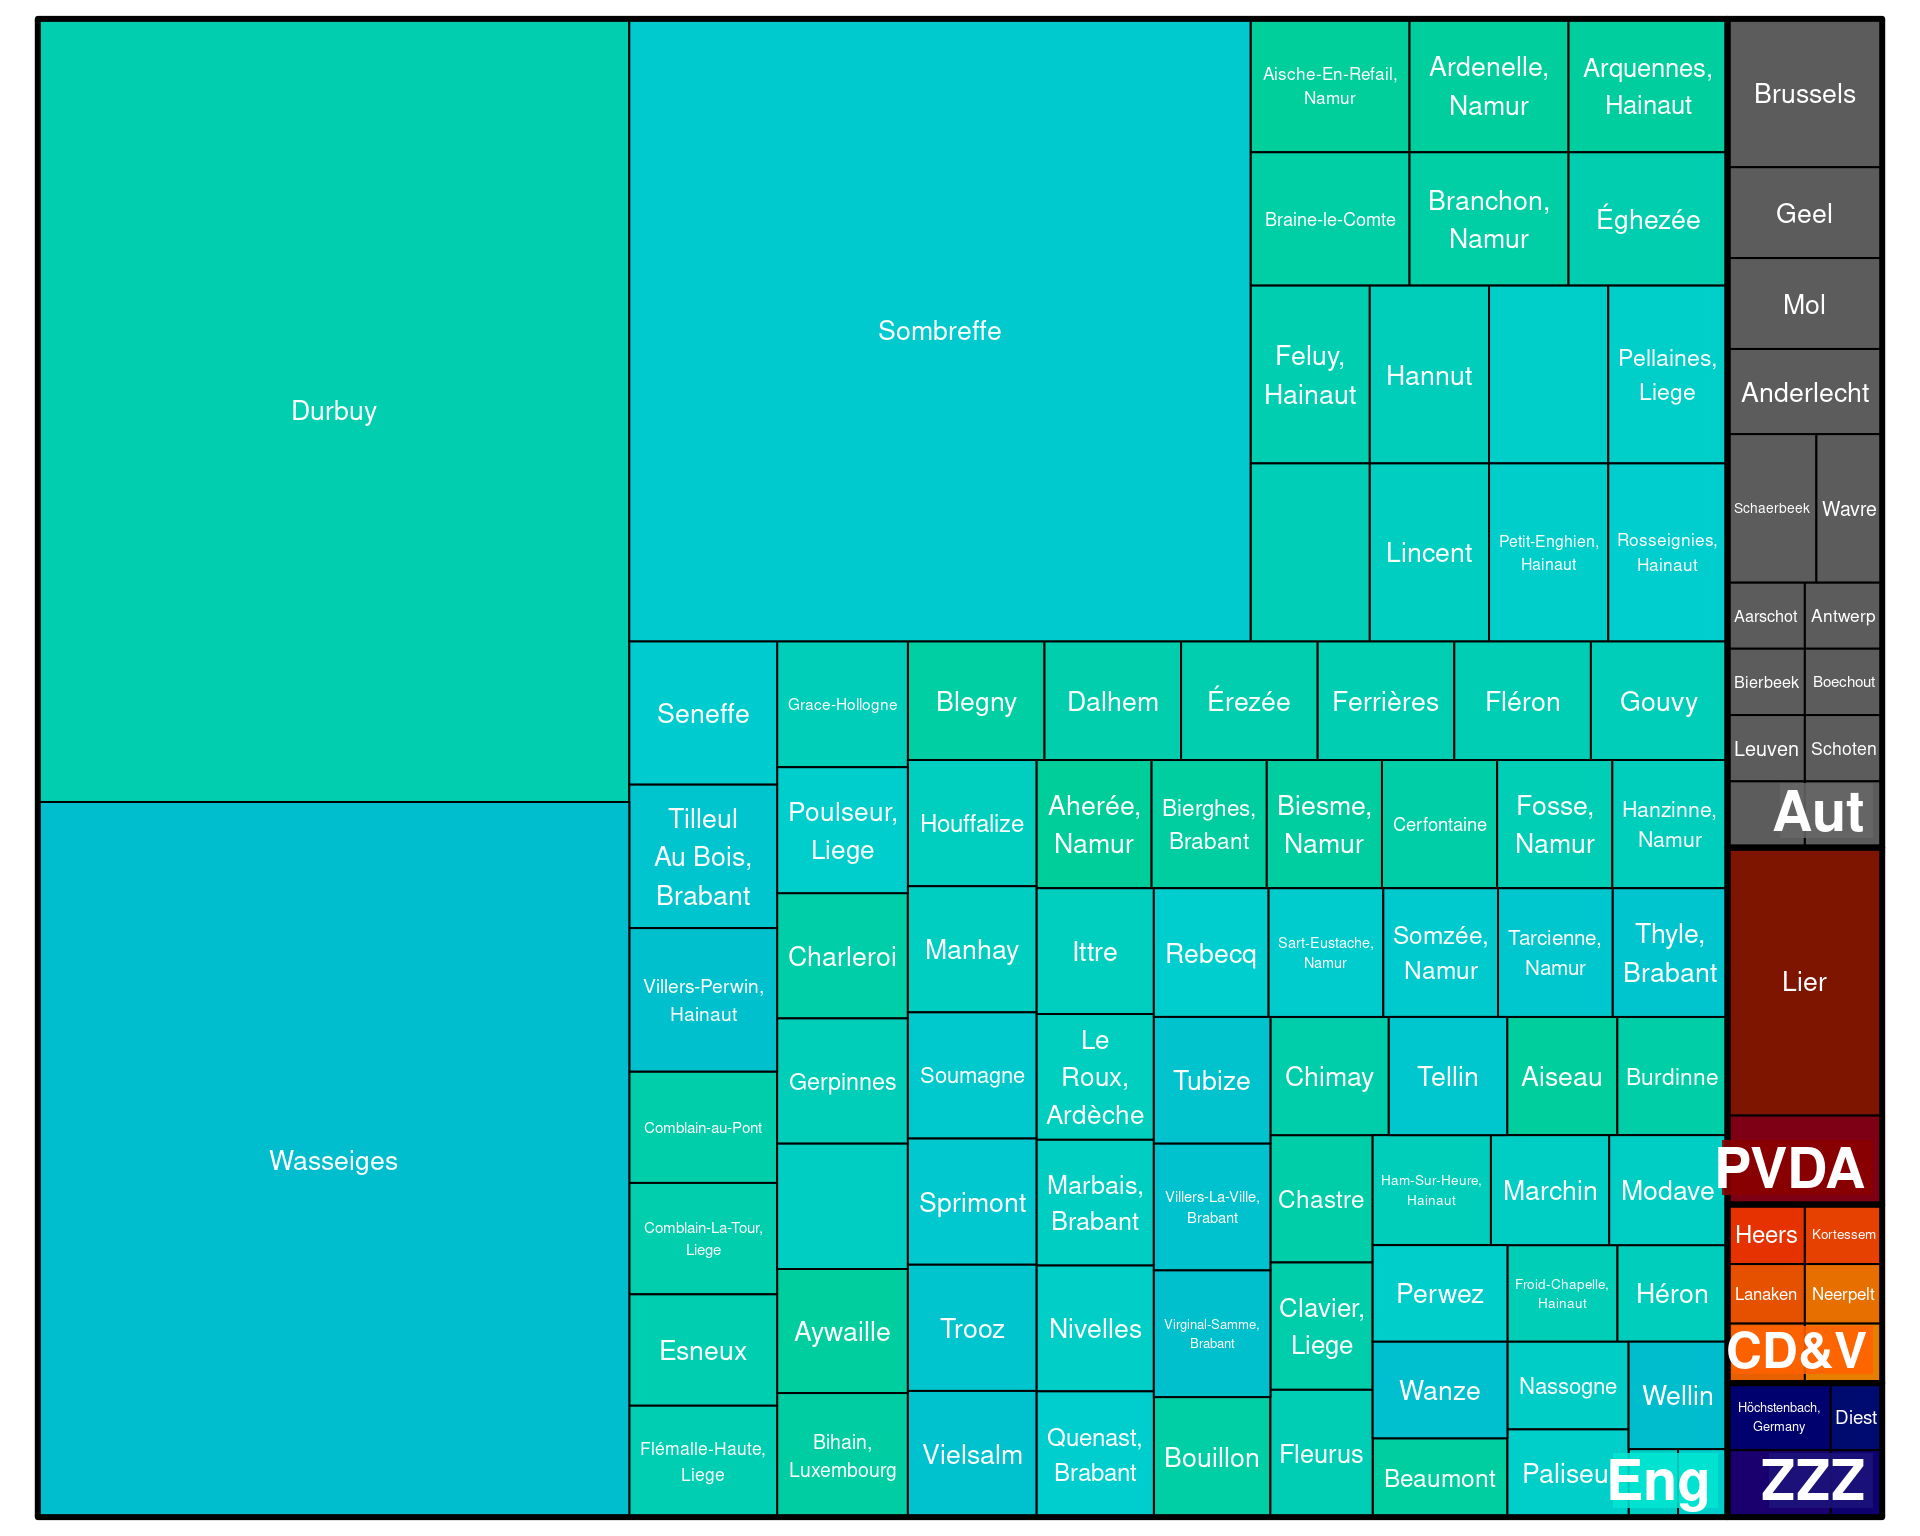 Durbuy
Wasseiges
Sombreffe
Aische-En-Refail,
Namur
Ardenelle,
Namur
Arquennes,
Hainaut
Braine-le-Comte
Branchon,
Namur
Éghezée
Feluy,
Hainaut
Hannut
Pellaines,
Liege
Lincent
Petit-Enghien,
Hainaut
Rosseignies,
Hainaut
Seneffe
Tilleul
Au Bois,
Brabant
Villers-Perwin,
Hainaut
Comblain-au-Pont
Comblain-La-Tour,
Liege
Esneux
Flémalle-Haute,
Liege
Grace-Hollogne
Poulseur,
Liege
Charleroi
Gerpinnes
Aywaille
Bihain,
Luxembourg
Blegny
Dalhem
Érezée
Ferrières
Fléron
Gouvy
Houffalize
Manhay
Soumagne
Sprimont
Trooz
Vielsalm
Aherée,
Namur
Bierghes,
Brabant
Biesme,
Namur
Cerfontaine
Fosse,
Namur
Hanzinne,
Namur
Ittre
Le
Roux,
Ardèche
Marbais,
Brabant
Nivelles
Quenast,
Brabant
Rebecq
Sart-Eustache,
Namur
Somzée,
Namur
Tarcienne,
Namur
Thyle,
Brabant
Tubize
Villers-La-Ville,
Brabant
Virginal-Samme,
Brabant
Bouillon
Chimay
Tellin
Aiseau
Burdinne
Chastre
Clavier,
Liege
Fleurus
Ham-Sur-Heure,
Hainaut
Marchin
Modave
Perwez
Wanze
Beaumont
Froid-Chapelle,
Hainaut
Héron
Nassogne
Paliseu
Wellin
Eng
Brussels
Geel
Mol
Anderlecht
Schaerbeek
Wavre
Aarschot
Antwerp
Bierbeek
Boechout
Leuven
Schoten
Aut
Lier
PVDA
Heers
Kortessem
Lanaken
Neerpelt
CD&V
Höchstenbach,
Germany
Diest
ZZZ